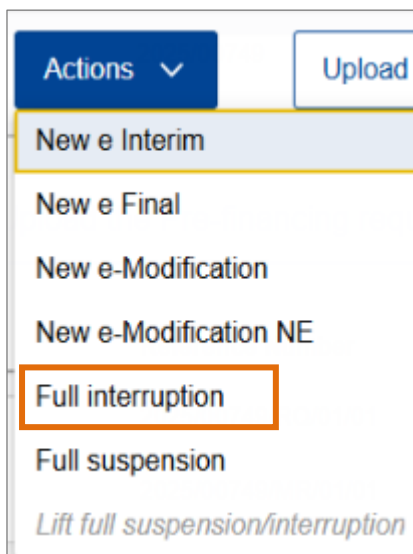 Actions
Upload
New e Interim
New e Final
New e-Modification
New e-Modification NE
Full interruption
Full suspension
Lift full suspension/interruption